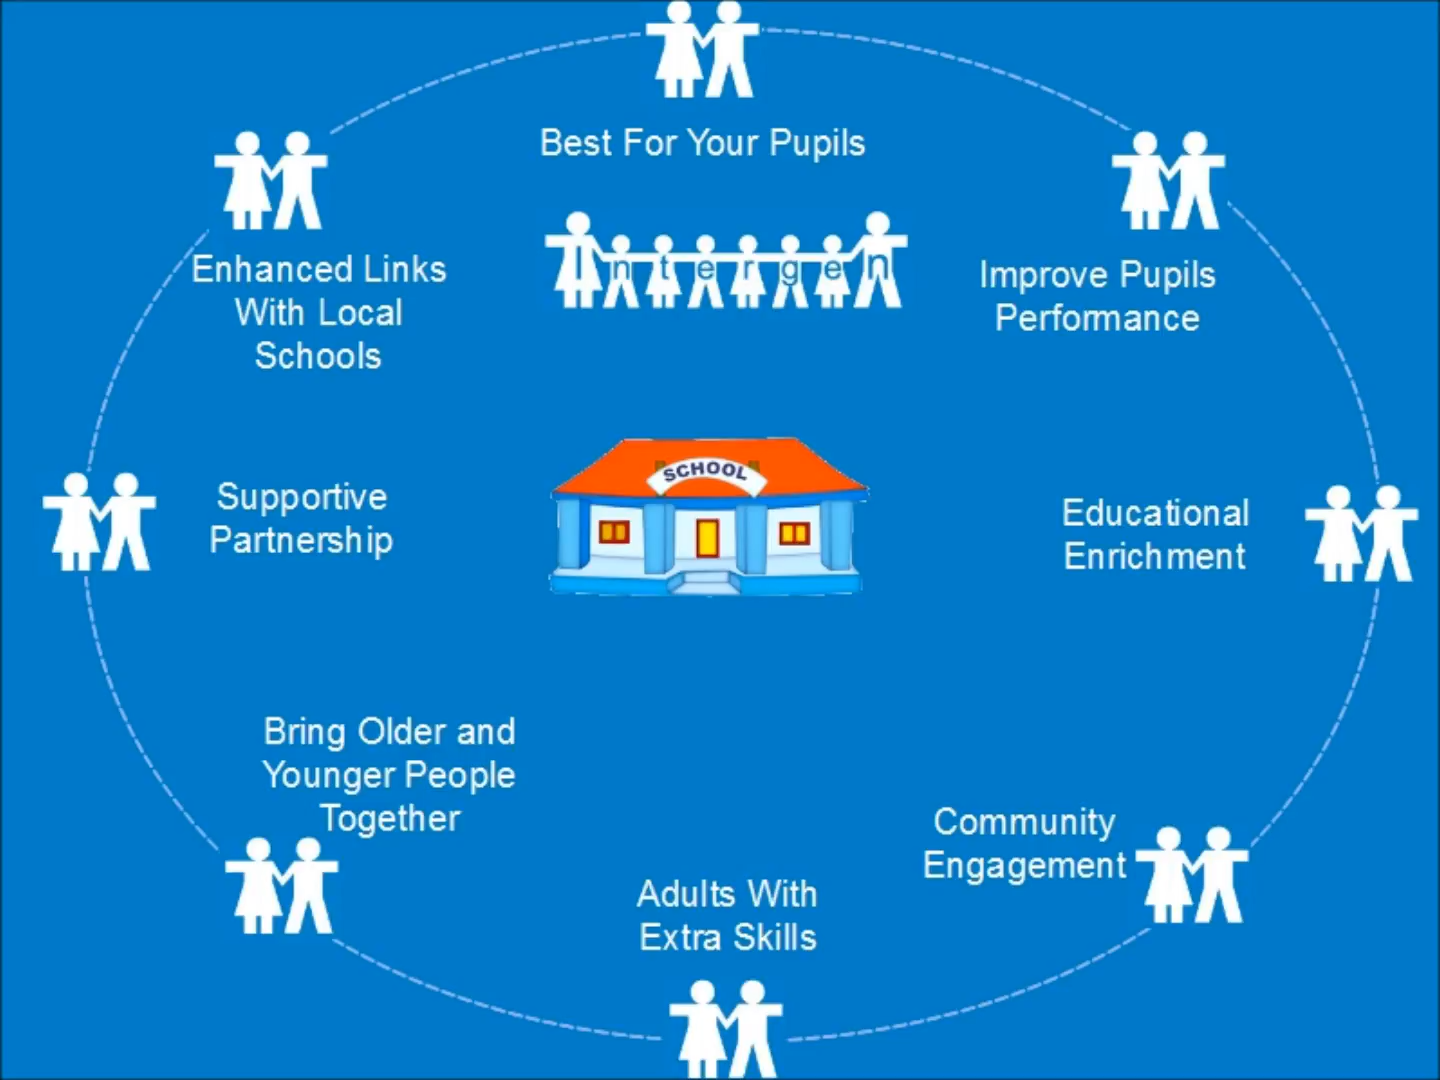 Best For Your Pupils
Intergen
Enhanced Links
With Local
Schools
Improve Pupils
Performance
SCHOOL
Supportive
Partnership
Educational
Enrichment
Bring Older and
Younger People
Together
Community
Engagement
Adults With
Extra Skills